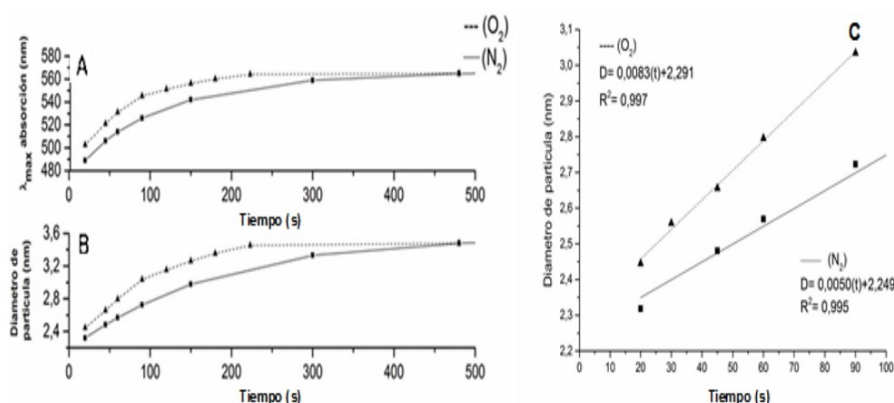 A
(O2)
(N2)
λmax absorción (nm)
580
560
540
520
500
480
0 100 200 300 400 500
Tiempo (s)
B
Diametro de
particula (nm)
3,6
3,2
2,8
2,4
0 100 200 300 400 500
Tiempo (s)
C
(O2)
D= 0,0083(t)+2,291
R2= 0,997
Diametro de particula (nm)
3,1
3,0
2,9
2,8
2,7
2,6
2,5
2,4
2,3
2,2
(N2)
D= 0,0050(t)+2,249
R2= 0,995
0 10 20 30 40 50 60 70 80 90 100
Tiempo (s)